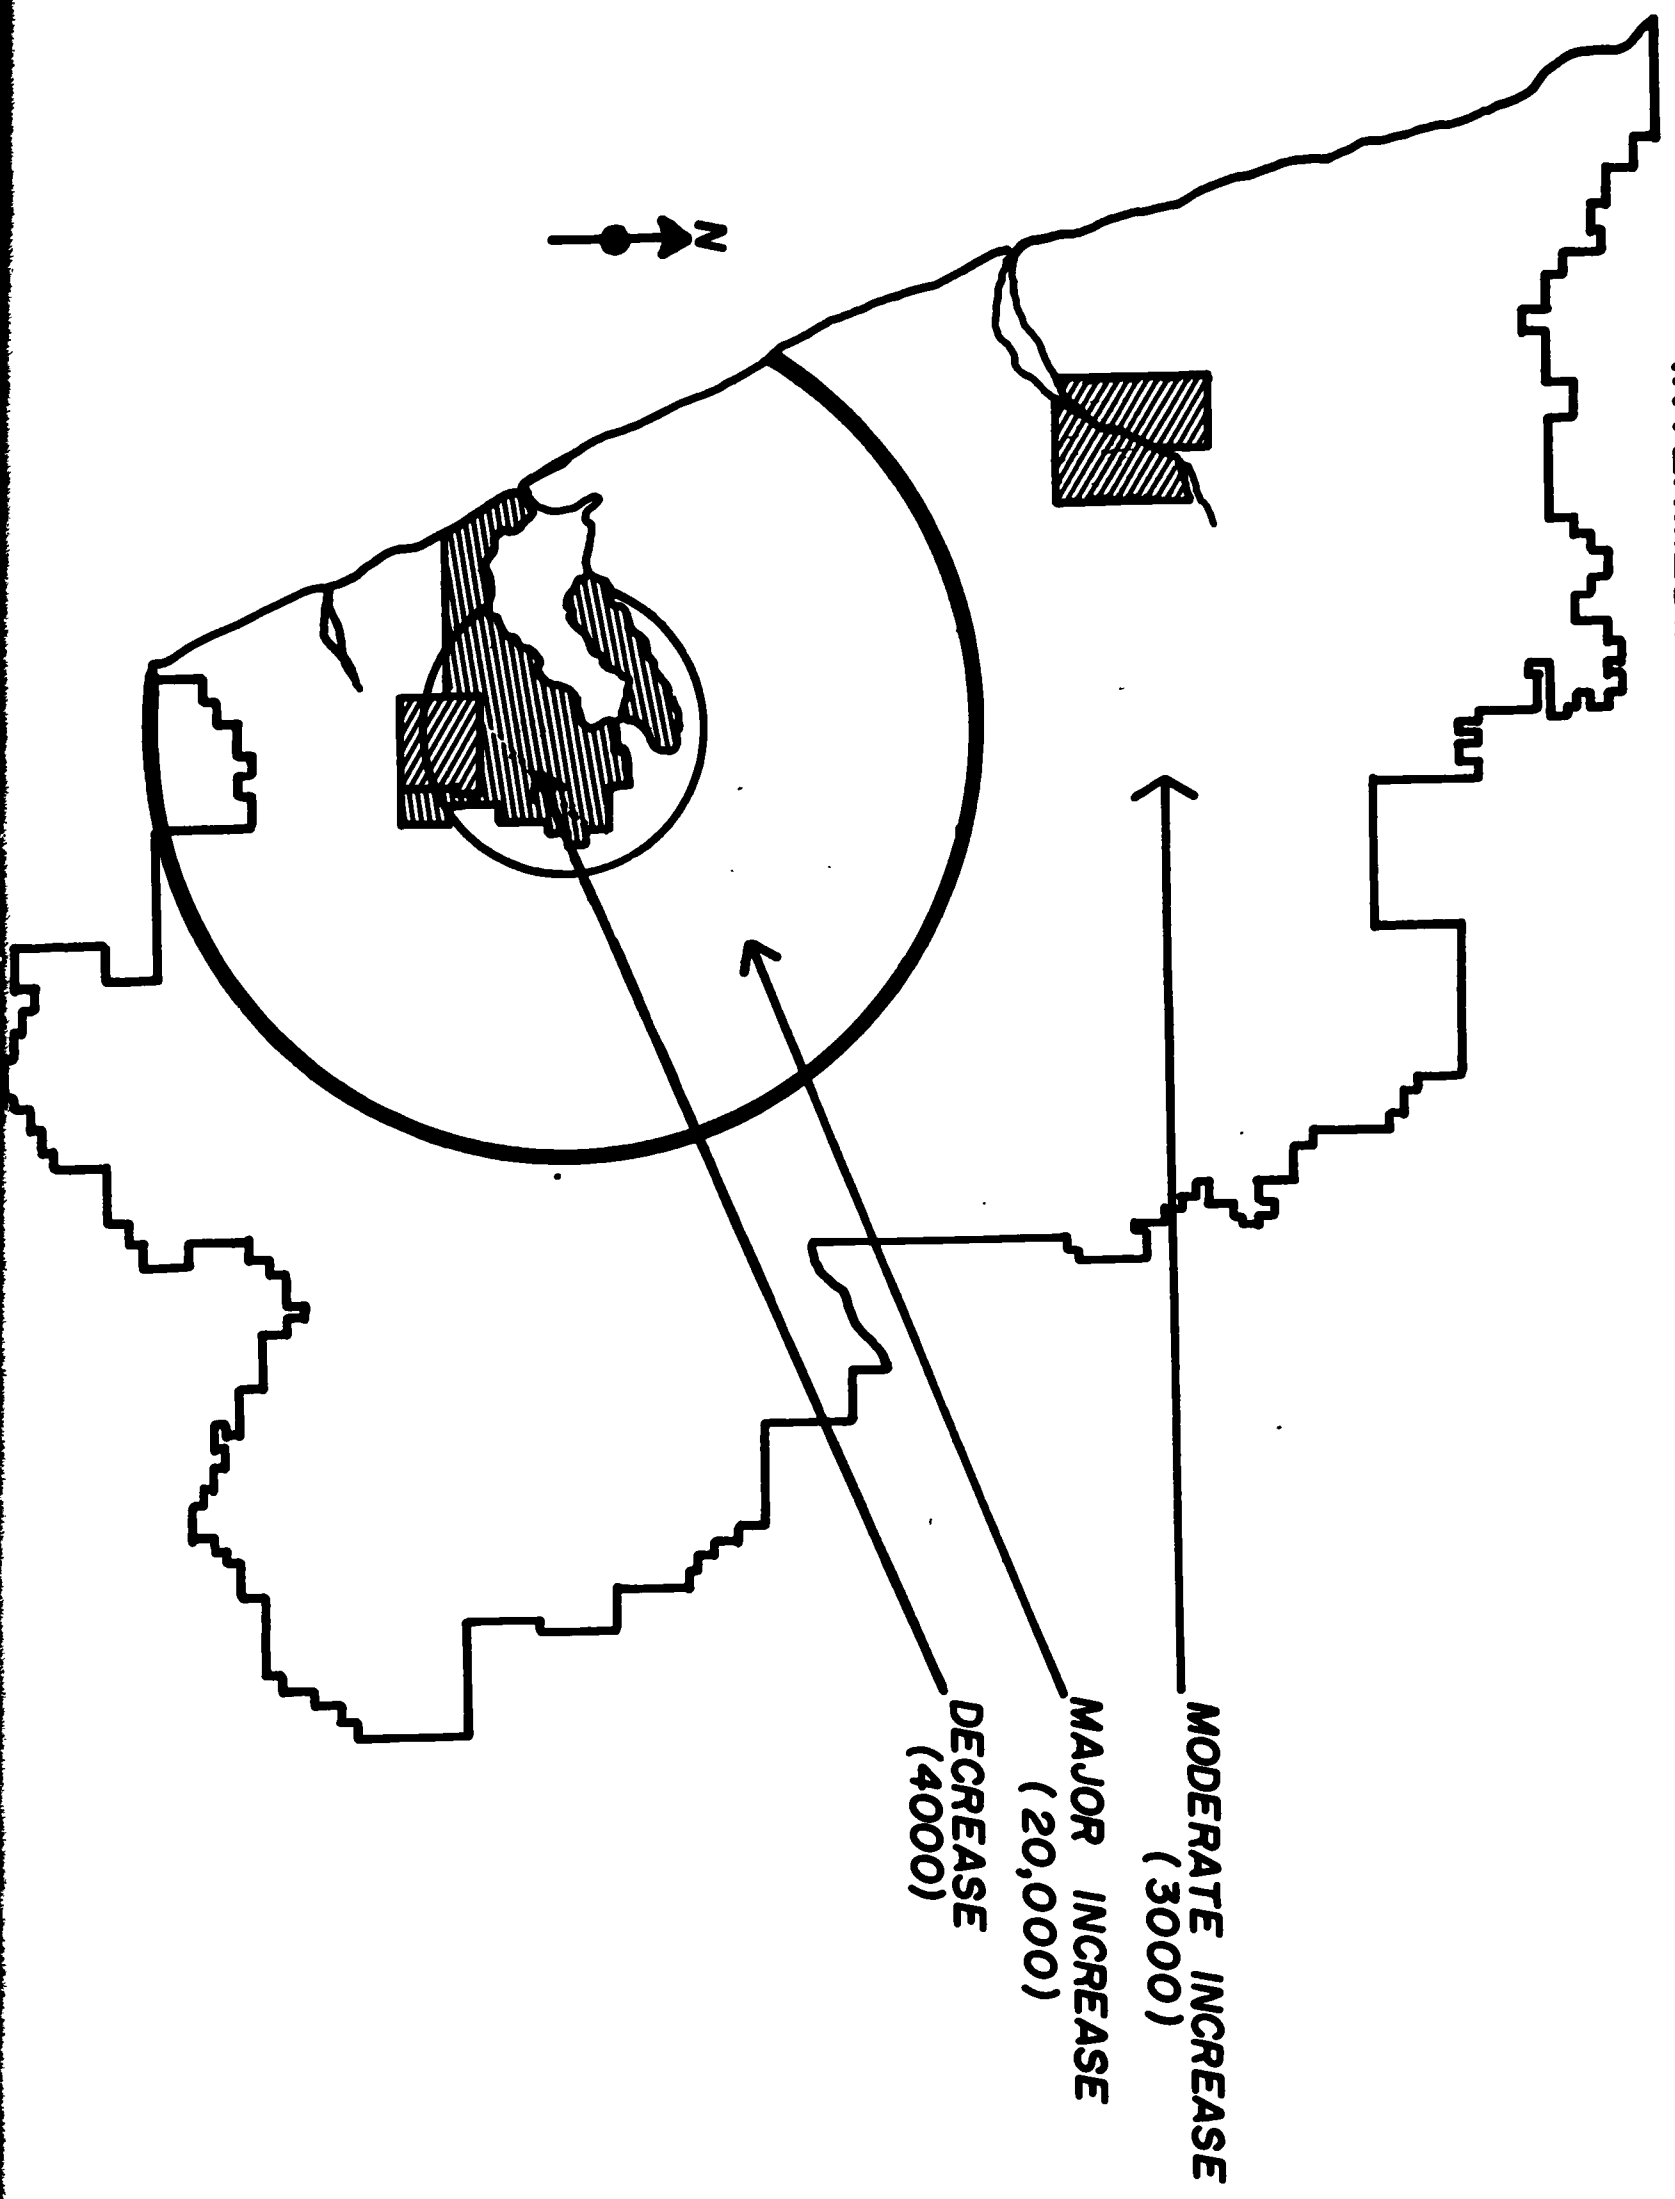 MODERATE INCREASE
(3000)
MAJOR INCREASE
(20,000)
DECREASE
(4000)
N